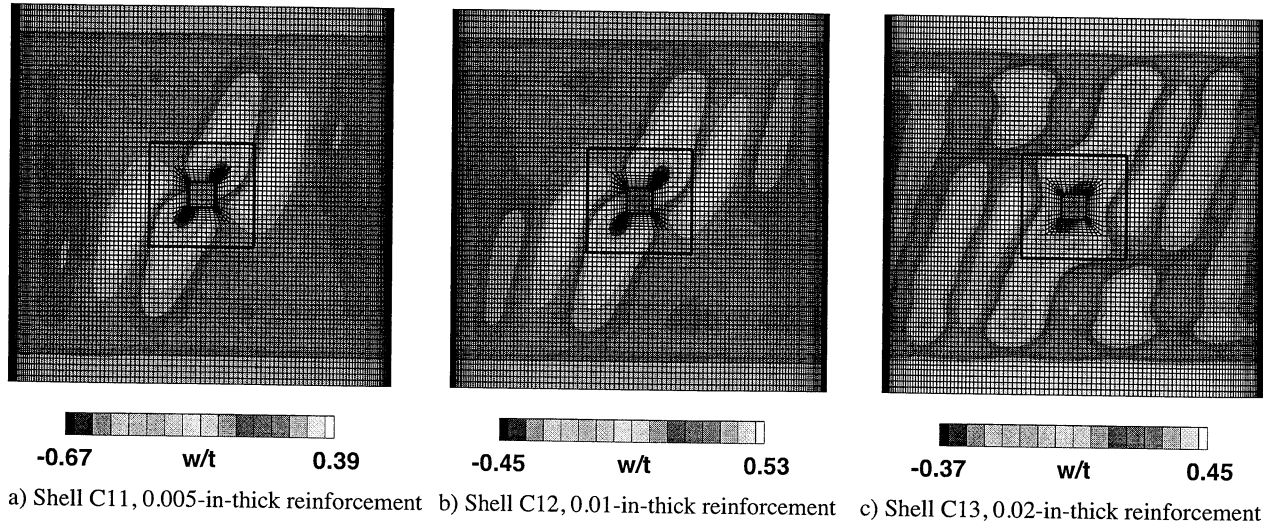 -0.67 w/t 0.39
-0.45 w/t 0.53
-0.37 w/t 0.45
a) Shell C11, 0.005-in-thick reinforcement
b) Shell C12, 0.01-in-thick reinforcement
c) Shell C13, 0.02-in-thick reinforcement